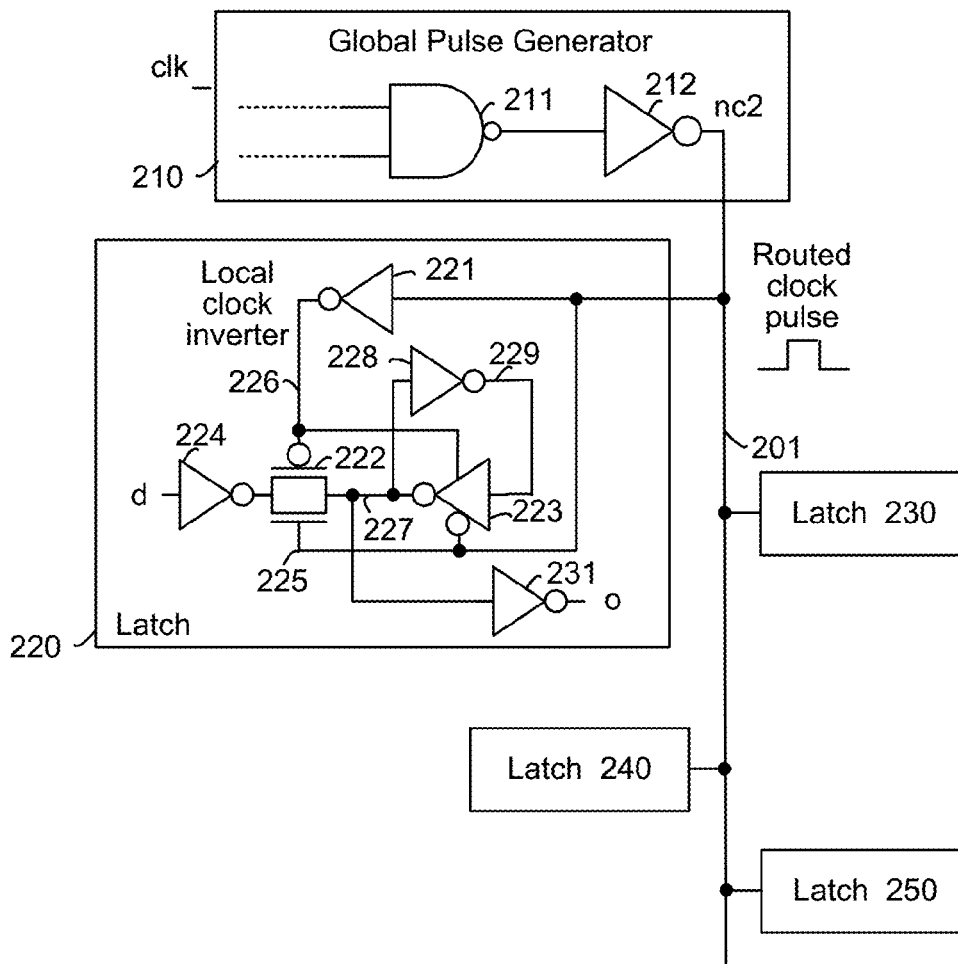 Global Pulse Generator
clk
211
212
nc2
210
Routed
clock
pulse
Local
clock
inverter
221
228
229
226
224
222
d
227
223
225
231
o
201
Latch 230
220
Latch
Latch 240
Latch 250